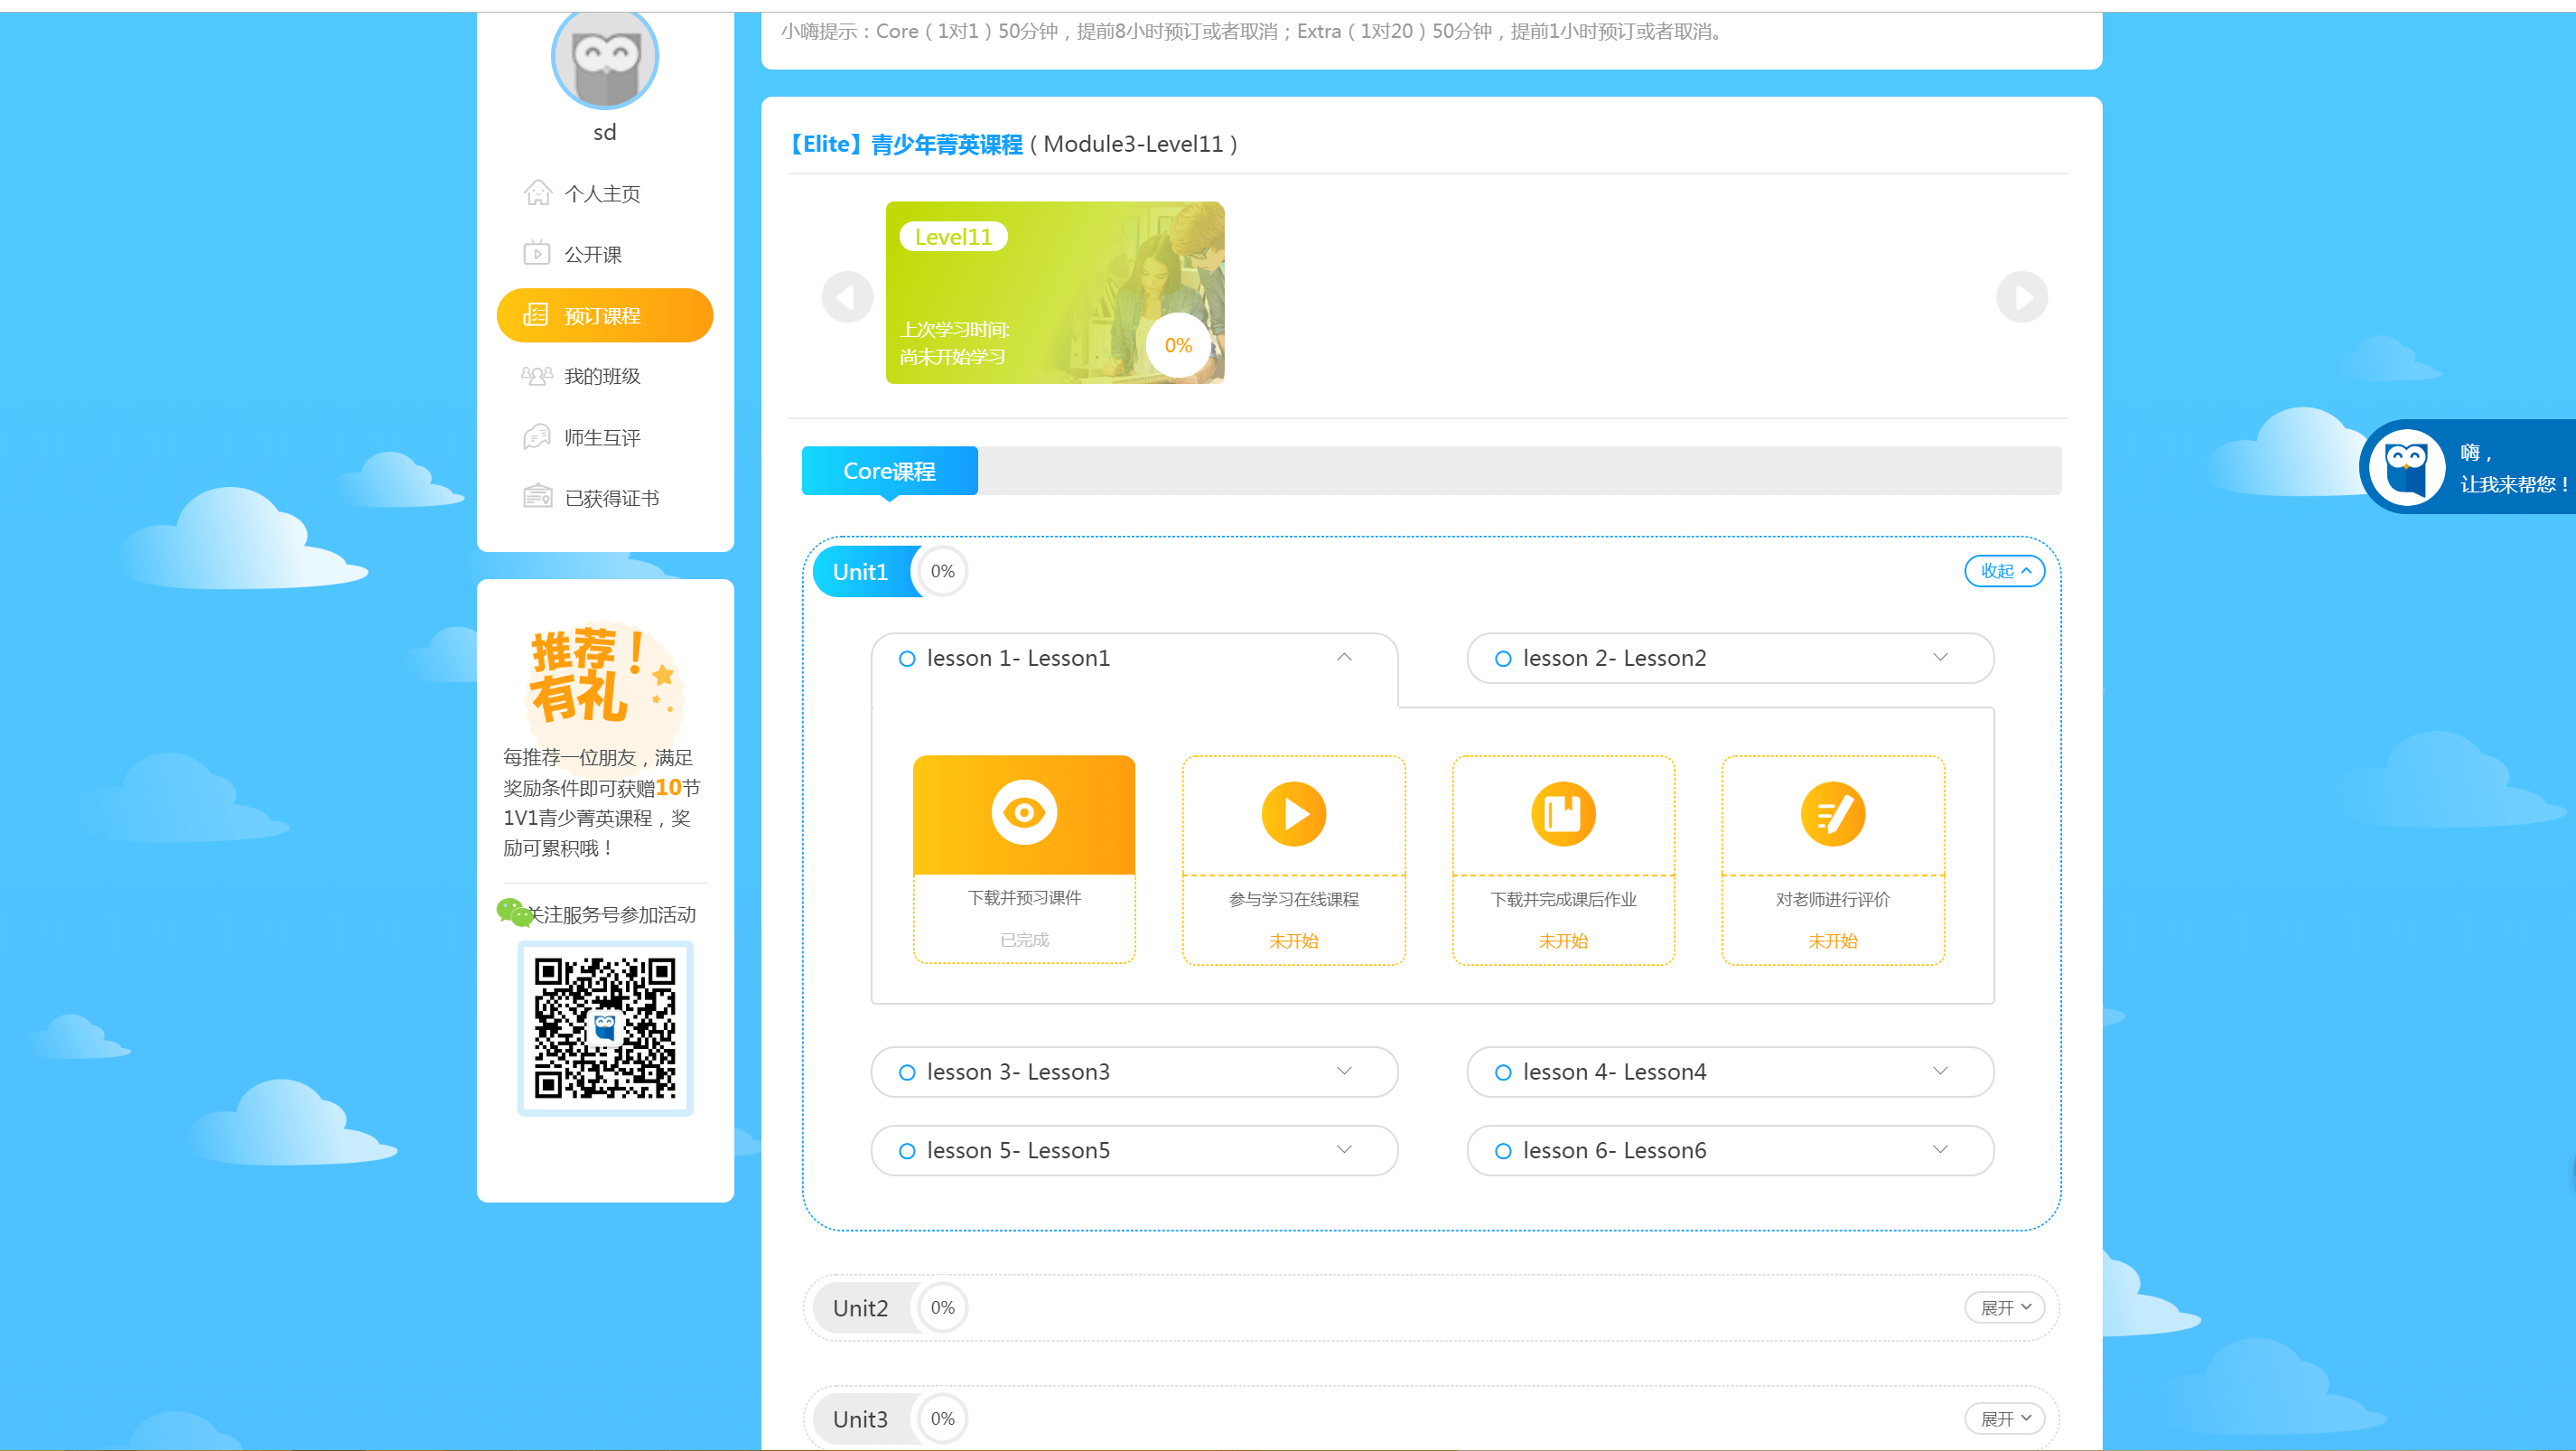 小嗨提示：Core（1对1）50分钟，提前8小时预订或者取消；Extra（1对20）50分钟，提前1小时预订或者取消。
sd
个人主页
公开课
预订课程
我的班级
师生互评
已获得证书
推荐！
有礼
每推荐一位朋友，满足
奖励条件即可获赠10节
1V1青少菁英课程，奖
励可累积哦！
关注服务号参加活动
【Elite】青少年菁英课程（Module3-Level11）
Level11
上次学习时间:
尚未开始学习
0%
Core课程
Unit1
0%
收起
lesson 1- Lesson1
lesson 2- Lesson2
下载并预习课件
已完成
参与学习在线课程
未开始
下载并完成课后作业
未开始
对老师进行评价
未开始
lesson 3- Lesson3
lesson 4- Lesson4
lesson 5- Lesson5
lesson 6- Lesson6
Unit2
0%
展开
Unit3
0%
展开
嗨，
让我来帮您！